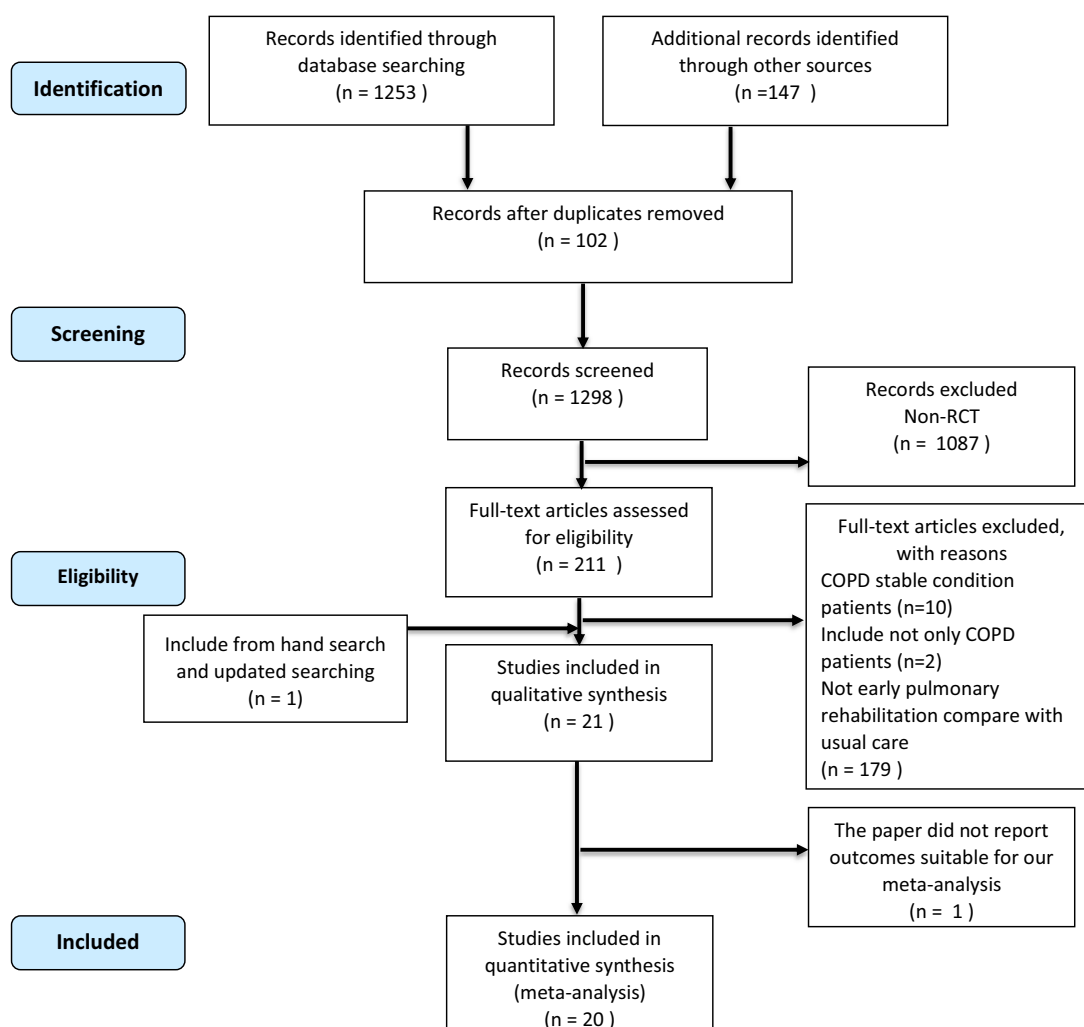 Records identified through
database searching
(n = 1253 )
Additional records identified
through other sources
(n =147 )
Identification
Records after duplicates removed
(n = 102 )
Screening
Records screened
(n = 1298 )
Records excluded
Non-RCT
(n = 1087 )
Full-text articles assessed
for eligibility
(n = 211 )
Eligibility
Full-text articles excluded,
with reasons
COPD stable condition
patients (n=10)
Include not only COPD
patients (n=2)
Not early pulmonary
rehabilitation compare with
usual care
(n = 179 )
Include from hand search
and updated searching
(n = 1)
Studies included in
qualitative synthesis
(n = 21 )
The paper did not report
outcomes suitable for our
meta-analysis
(n = 1 )
Included
Studies included in
quantitative synthesis
(meta-analysis)
(n = 20 )